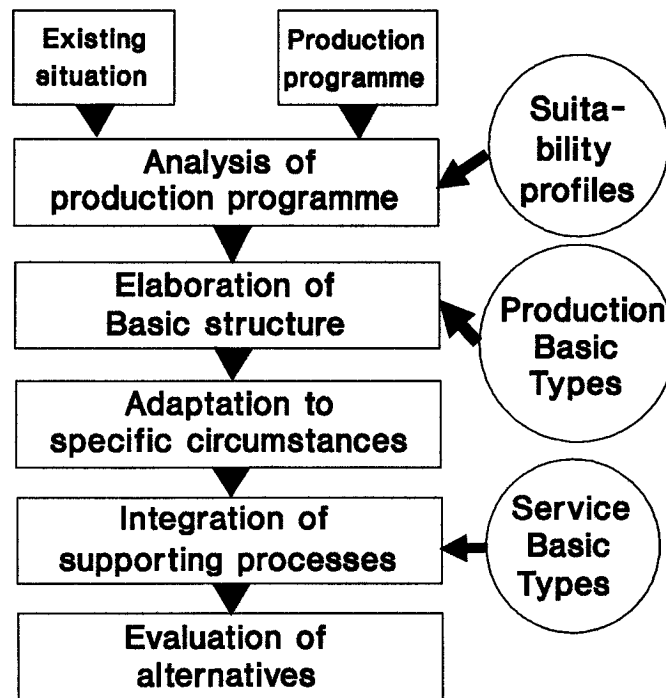 Existing
situation
Production
programme
Suita-
bility
profiles
Analysis of
production programme
Elaboration of
Basic structure
Production
Basic
Types
Adaptation to
specific circumstances
Integration of
supporting processes
Service
Basic
Types
Evaluation of
alternatives